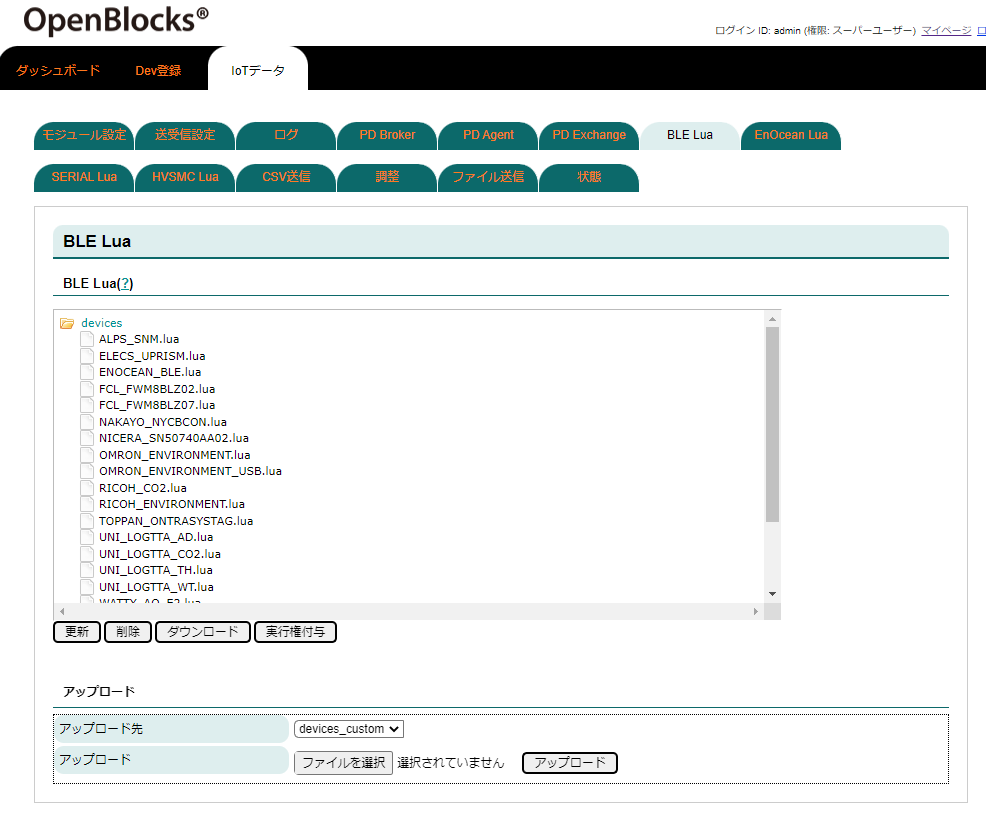 OpenBlocks®
ログイン ID: admin (権限: スーパーユーザー) マイページ
ダッシュボード Dev登録 IoTデータ
モジュール設定 送受信設定 ログ PD Broker PD Agent PD Exchange BLE Lua EnOcean Lua
SERIAL Lua HVSMC Lua CSV送信 調整 ファイル送信 状態
BLE Lua
BLE Lua(?)
devices
ALPS_SNM.lua
ELECS_UPRISM.lua
ENOCEAN_BLE.lua
FCL_FWM8BLZ02.lua
FCL_FWM8BLZ07.lua
NAKAYO_NYCBCON.lua
NICERA_SN50740AA02.lua
OMRON_ENVIRONMENT.lua
OMRON_ENVIRONMENT_USB.lua
RICOH_CO2.lua
RICOH_ENVIRONMENT.lua
TOPPAN_ONTRASYSTAG.lua
UNI_LOGTTA_AD.lua
UNI_LOGTTA_CO2.lua
UNI_LOGTTA_TH.lua
UNI_LOGTTA_WT.lua
更新 削除 ダウンロード 実行権付与
アップロード
アップロード先 devices_custom
アップロード ファイルを選択 選択されていません アップロード